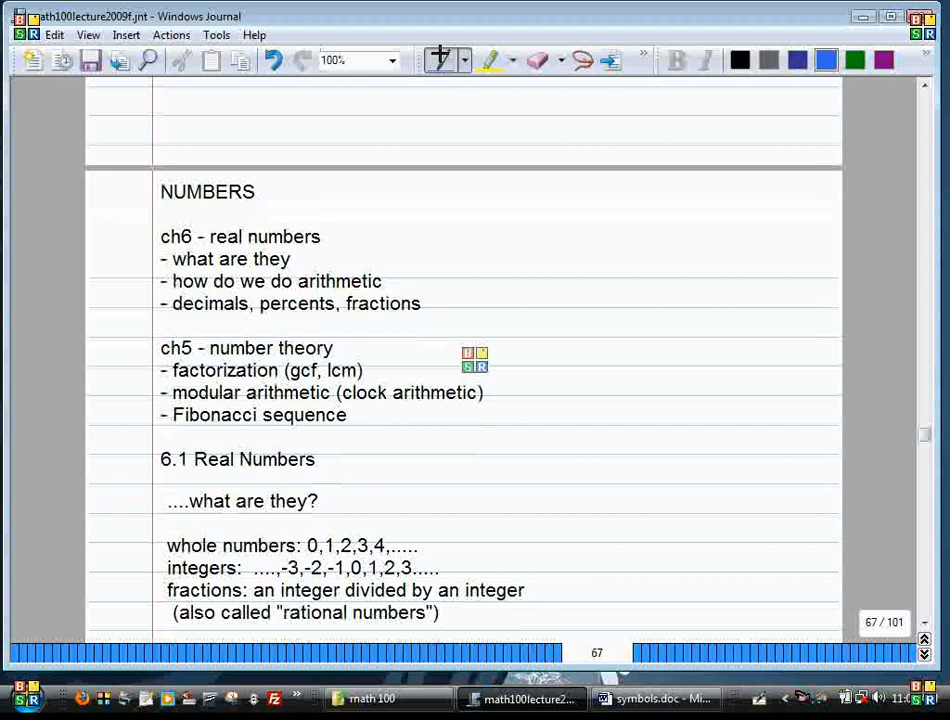 ath100lecture2009f.jnt - Windows Journal
Edit View Insert Actions Tools Help
100%
NUMBERS
ch6 - real numbers
- what are they
- how do we do arithmetic
- decimals, percents, fractions
ch5 - number theory
- factorization (gcf, lcm)
- modular arithmetic (clock arithmetic)
- Fibonacci sequence
6.1 Real Numbers
....what are they?
whole numbers: 0,1,2,3,4,.....
integers: ....,-3,-2,-1,0,1,2,3.....
fractions: an integer divided by an integer
(also called "rational numbers")
67 / 101
67
math 100
math100lecture2...
symbols.doc - Mi...